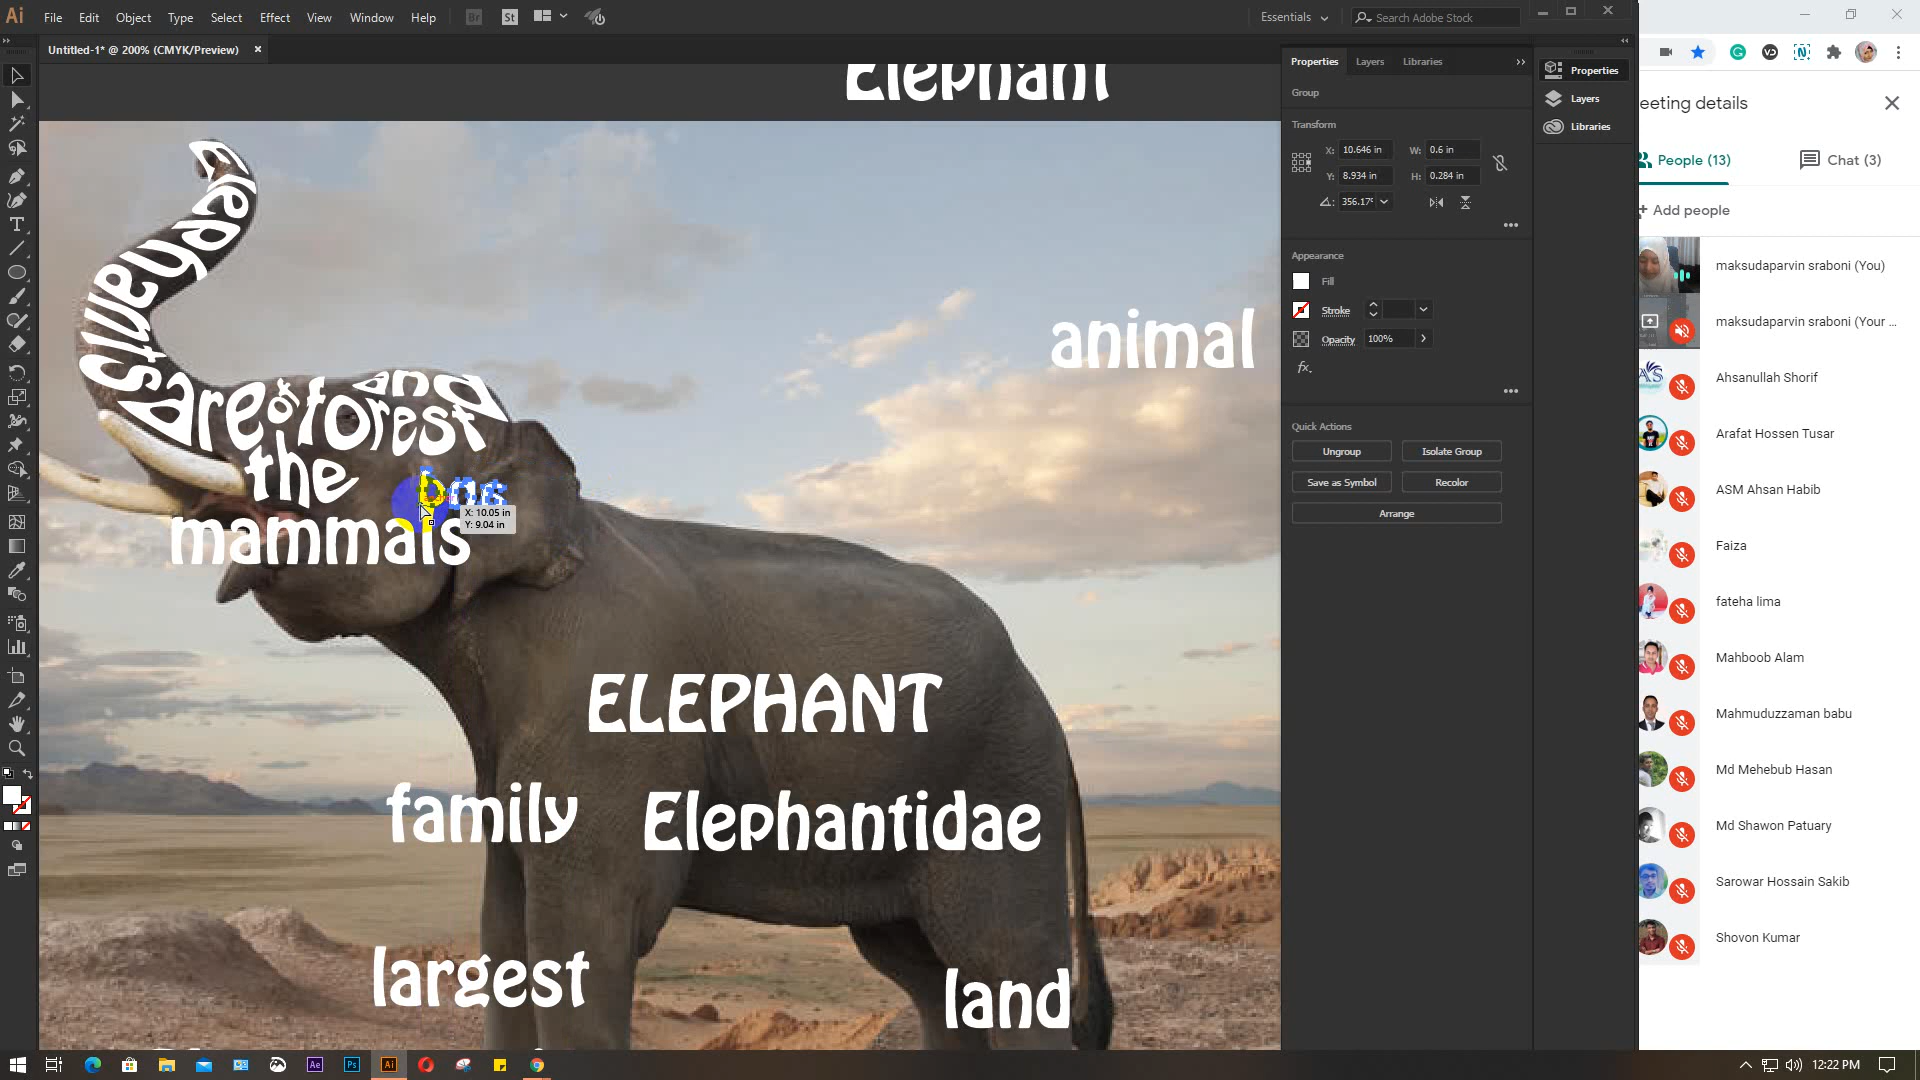 Ai File Edit Object Type Select Effect View Window Help Br St Essentials Search Adobe Stock
Untitled-1* @ 200% (CMYK/Preview)
Elephant
Elephants
are of forest and
the
mammals
X: 10.05 in
Y: 9.04 in
animal
ELEPHANT
family Elephantidae
largest
land
Properties Layers Libraries
Group
Transform
X: 10.646 in W: 0.6 in
Y: 8.934 in H: 0.284 in
356.17°
Appearance
Fill
Stroke
Opacity 100%
fx.
Quick Actions
Ungroup Isolate Group
Save as Symbol Recolor
Arrange
Properties
Layers
Libraries
eeting details
People (13) Chat (3)
Add people
maksudaparvin sraboni (You)
maksudaparvin sraboni (Your ...
Ahsanullah Shorif
Arafat Hossen Tusar
ASM Ahsan Habib
Faiza
fateha lima
Mahboob Alam
Mahmuduzzaman babu
Md Mehebub Hasan
Md Shawon Patuary
Sarowar Hossain Sakib
Shovon Kumar
Ae Ps Ai 12:22 PM